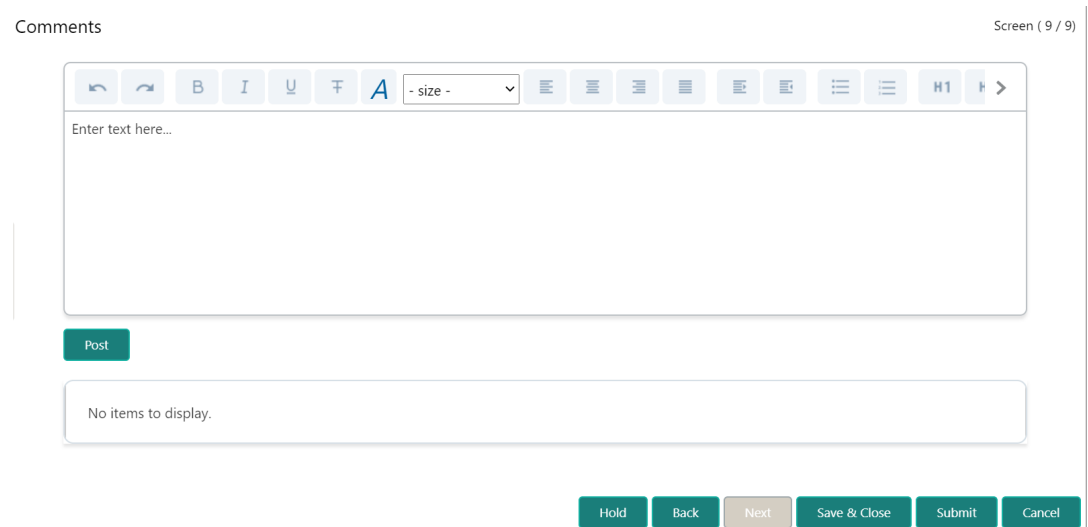 Comments
Screen ( 9 / 9)
B I U T A - size - H1
Enter text here...
Post
No items to display.
Hold Back Next Save & Close Submit Cancel